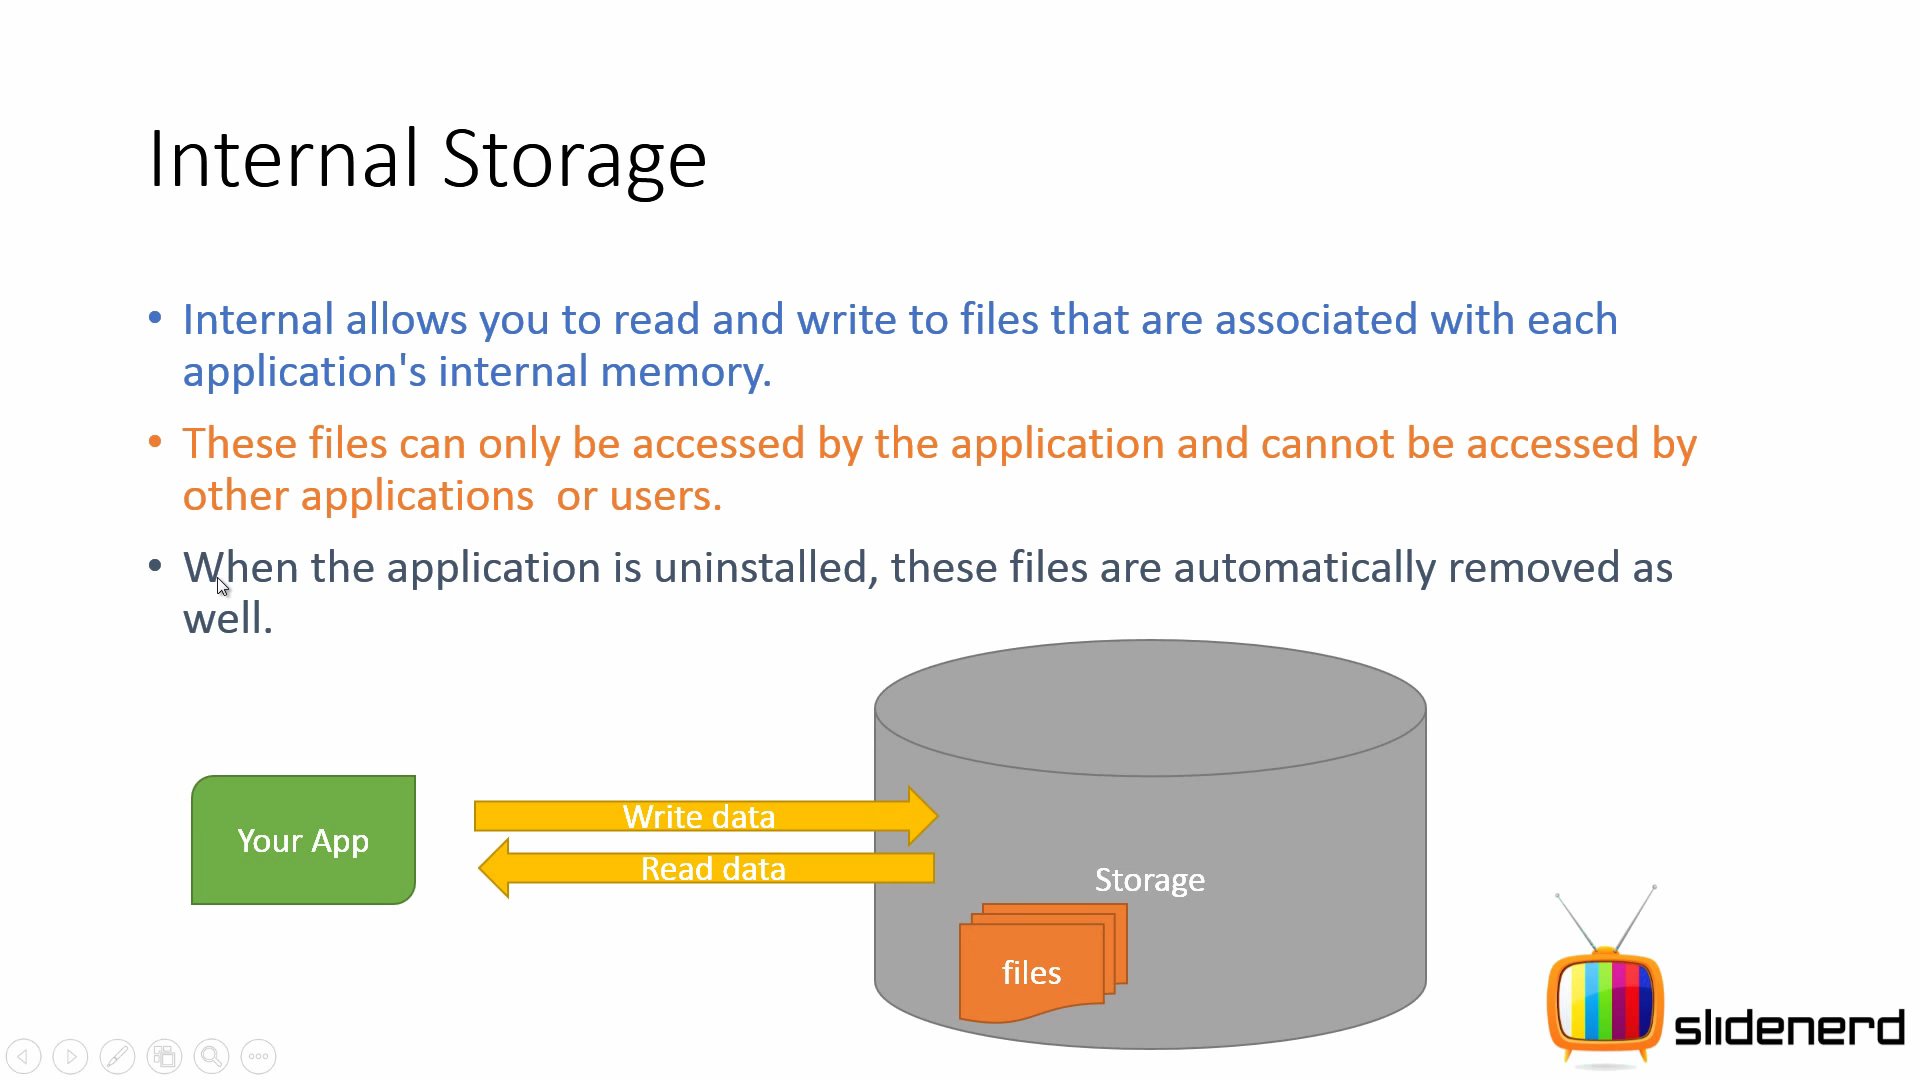 Internal Storage
• Internal allows you to read and write to files that are associated with each
application's internal memory.
• These files can only be accessed by the application and cannot be accessed by
other applications  or users.
• When the application is uninstalled, these files are automatically removed as
well.
Your App
Write data
Read data
Storage
files
slidenerd